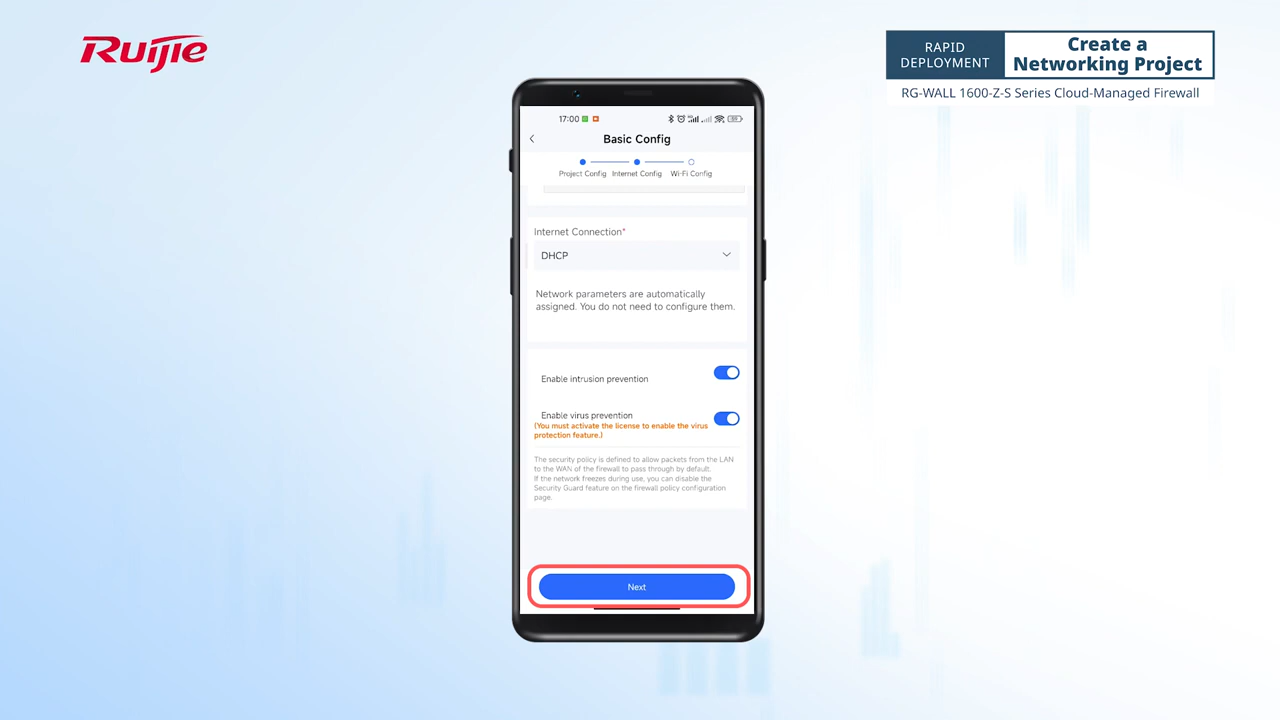 Ruijie
RAPID
DEPLOYMENT
Create a
Networking Project
RG-WALL 1600-Z-S Series Cloud-Managed Firewall
17:00
Basic Config
Project Config
Internet Config
Wi-Fi Config
Internet Connection*
DHCP
Network parameters are automatically
assigned. You do not need to configure them.
Enable intrusion prevention
Enable virus prevention
(You must activate the license to enable the virus
protection feature.)
The security policy is defined to allow packets from the LAN
to the WAN of the firewall to pass through by default.
If the network freezes during use, you can disable the
Security Guard feature on the firewall policy configuration
page.
Next